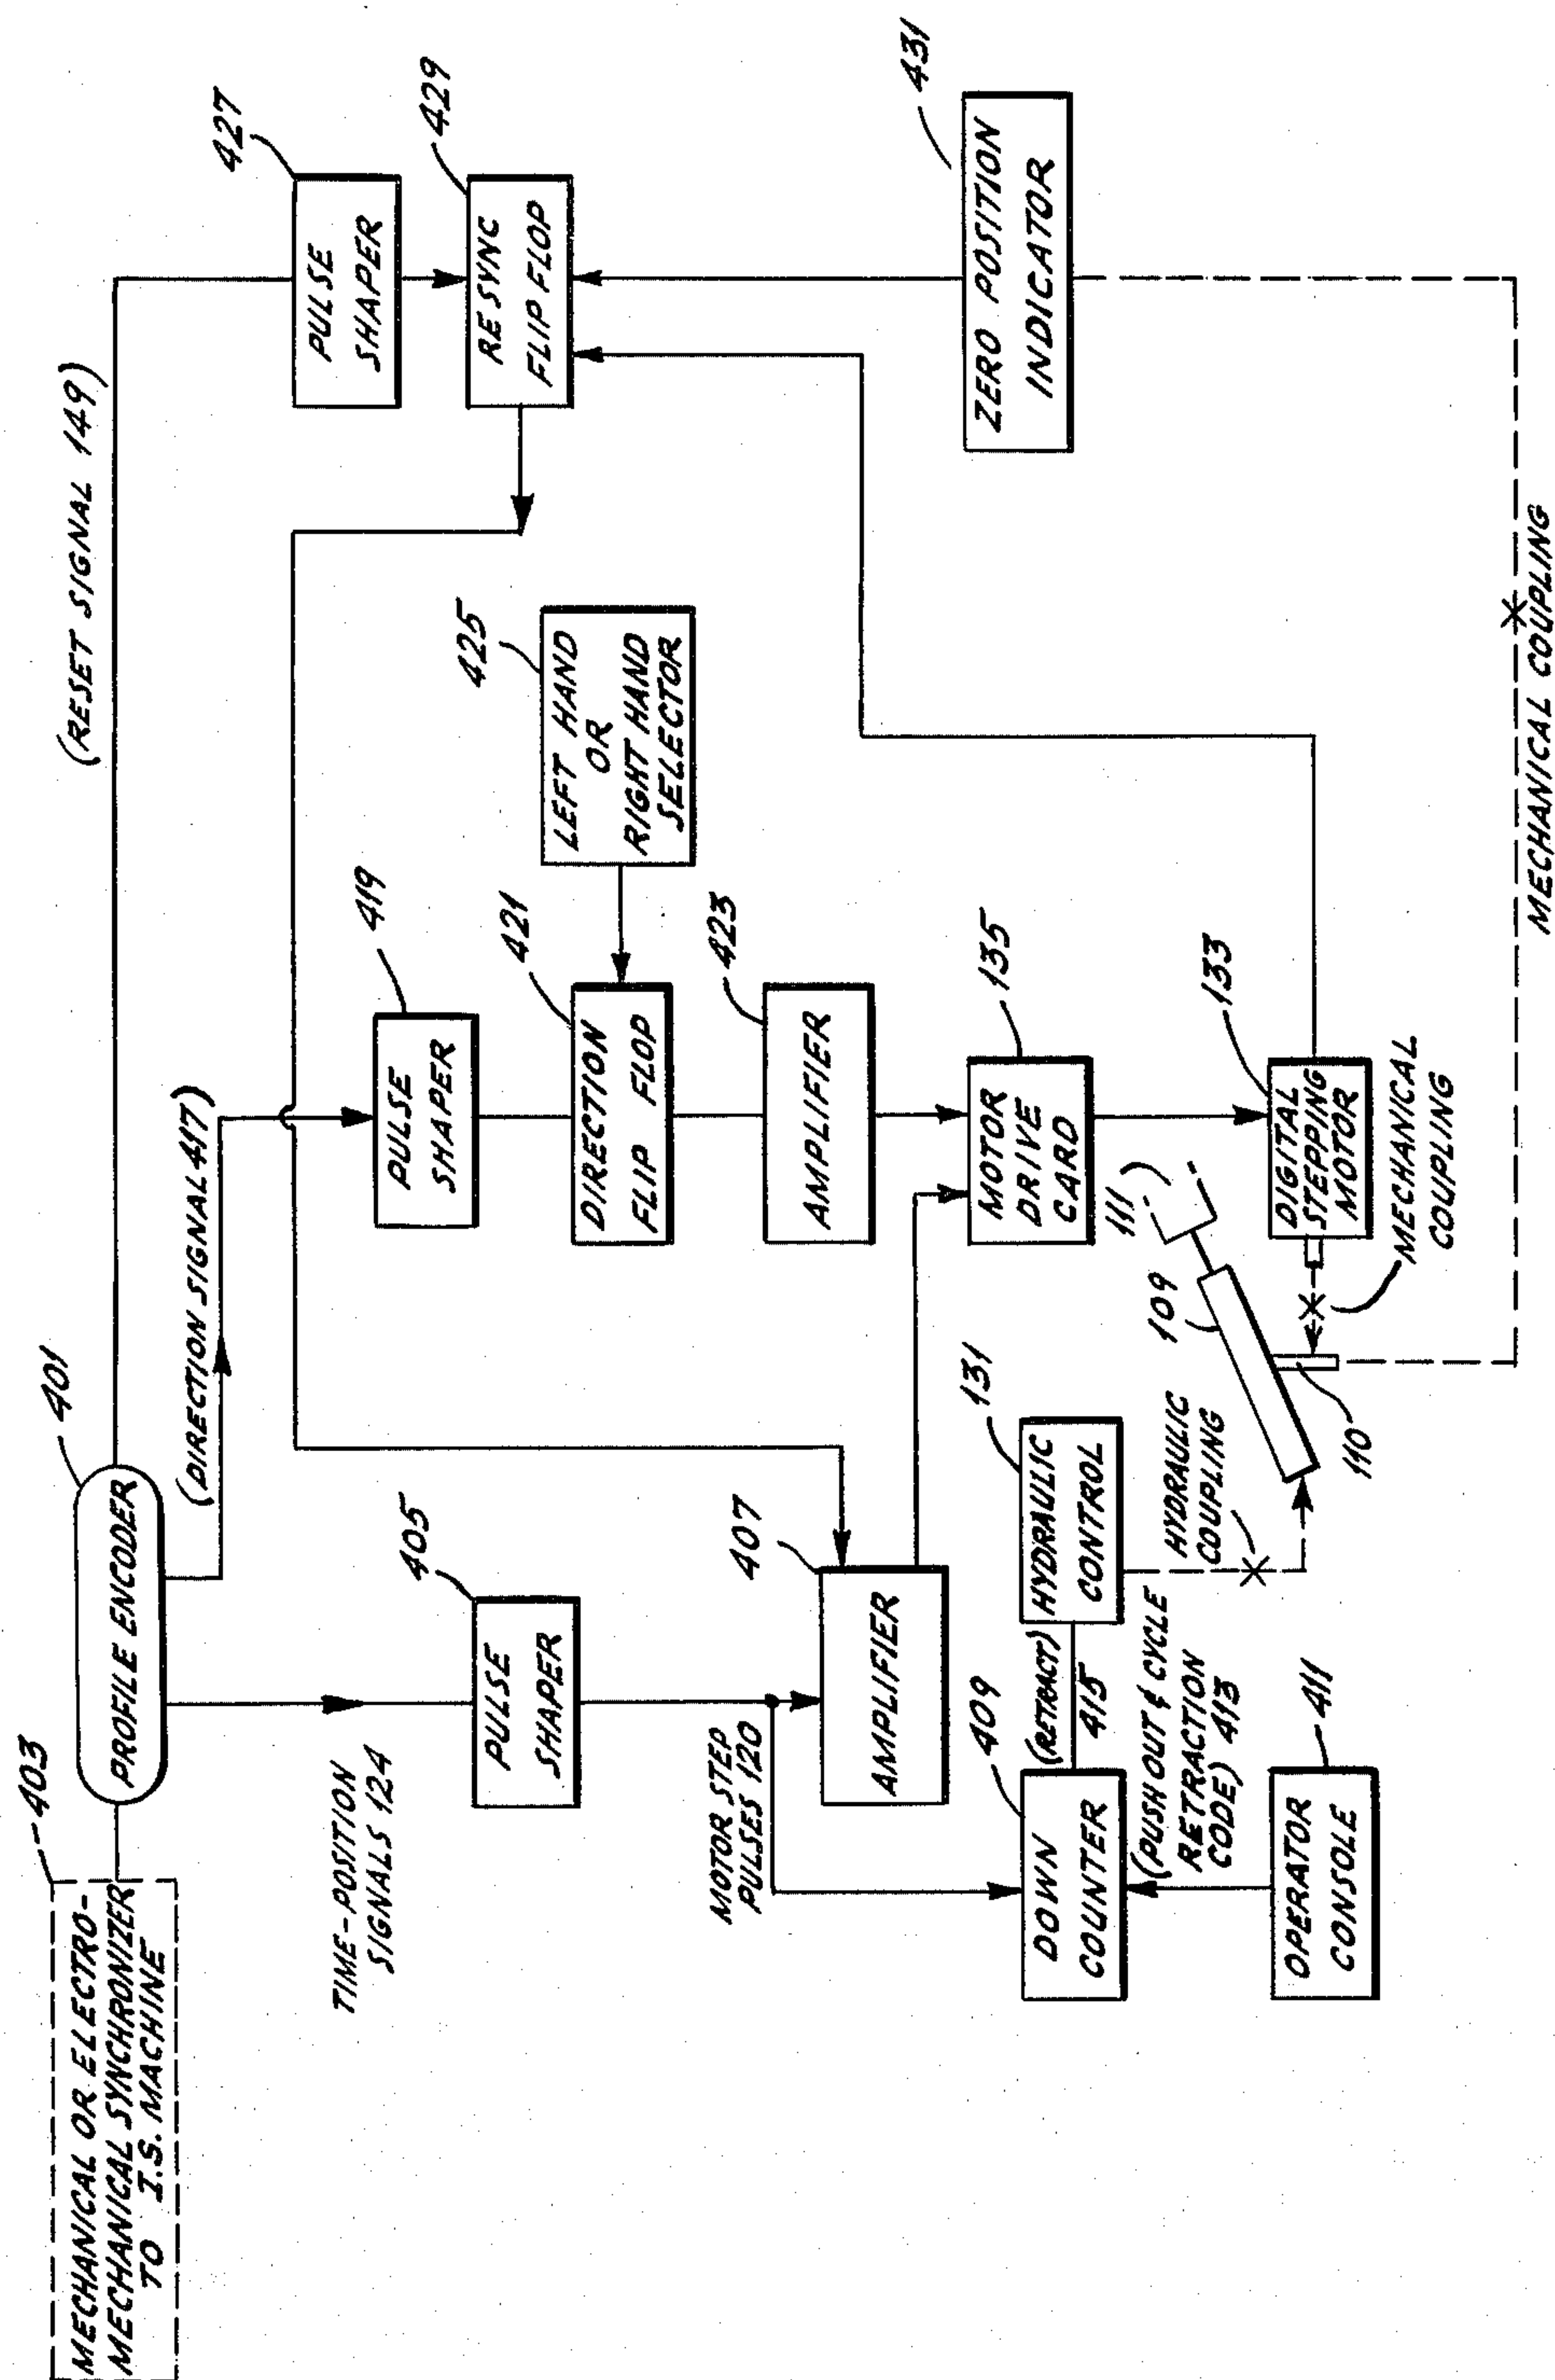 MECHANICAL OR ELECTRO-
MECHANICAL SYNCHRONIZER
TO I.S. MACHINE
403
PROFILE ENCODER
401
(RESET SIGNAL 149)
(DIRECTION SIGNAL 417)
TIME-POSITION
SIGNALS 124
PULSE
SHAPER
405
PULSE
SHAPER
419
PULSE
SHAPER
427
RESYNC
FLIP FLOP
429
DIRECTION
FLIP FLOP
421
LEFT HAND
OR
RIGHT HAND
SELECTOR
425
MOTOR STEP
PULSES 120
AMPLIFIER
407
AMPLIFIER
423
ZERO POSITION
INDICATOR
431
DOWN
COUNTER
409
(RETRACT)
415
HYDRAULIC
CONTROL
131
MOTOR
DRIVE
CARD
135
(PUSH OUT & CYCLE
RETRACTION
CODE) 413
HYDRAULIC
COUPLING
109
111
110
OPERATOR
CONSOLE
411
DIGITAL
STEPPING
MOTOR
133
MECHANICAL
COUPLING
MECHANICAL COUPLING